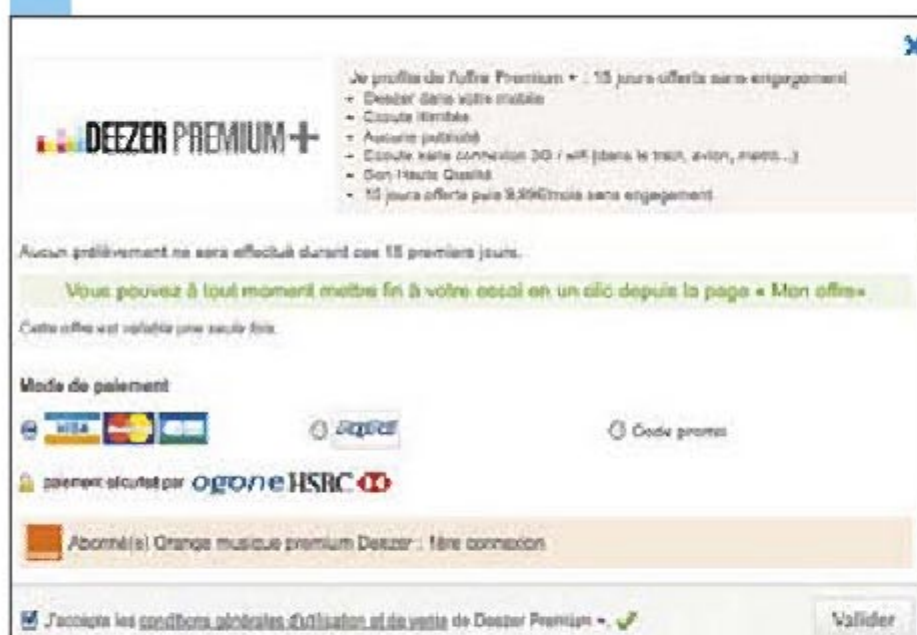 DEEZER PREMIUM+
Je profite de l'offre Premium + : 15 jours offerts sans engagement
- Deezer dans votre mobile
- Ecoute illimitée
- Aucune publicité
- Ecoute sans connexion 3G / wifi (dans le train, avion, metro...)
- Son Haute Qualité
- 15 jours offerts puis 9,99€/mois sans engagement
Aucun prélèvement ne sera effectué durant ces 15 premiers jours.
Vous pouvez à tout moment mettre fin à votre essai en un clic depuis la page « Mon offre»
Cette offre est valable une seule fois.
Mode de paiement
VISA MasterCard
Code promo
paiement sécurisé par ogone HSBC
Abonné(e) Orange musique premium Deezer : 1ère connexion
J'accepte les conditions générales d'utilisation et de vente de Deezer Premium +.
Valider